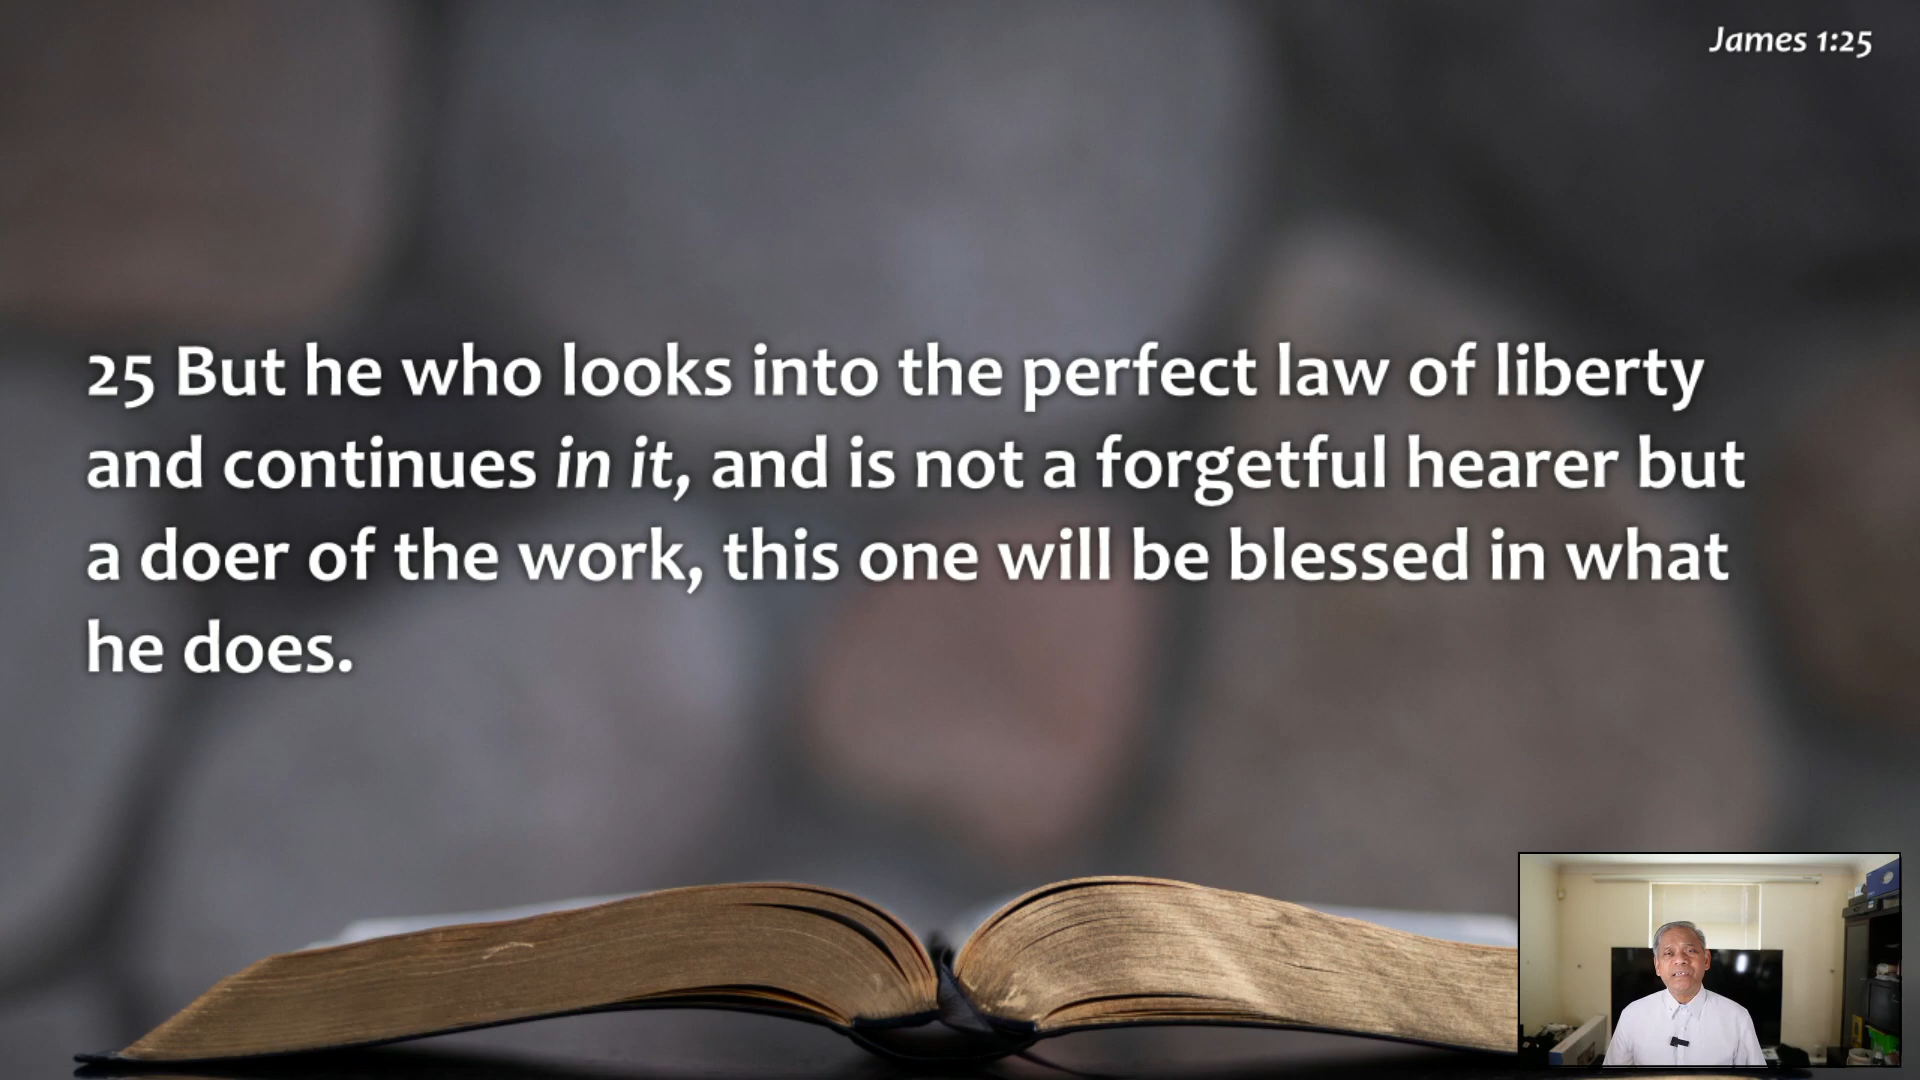 James 1:25
25 But he who looks into the perfect law of liberty
and continues in it, and is not a forgetful hearer but
a doer of the work, this one will be blessed in what
he does.